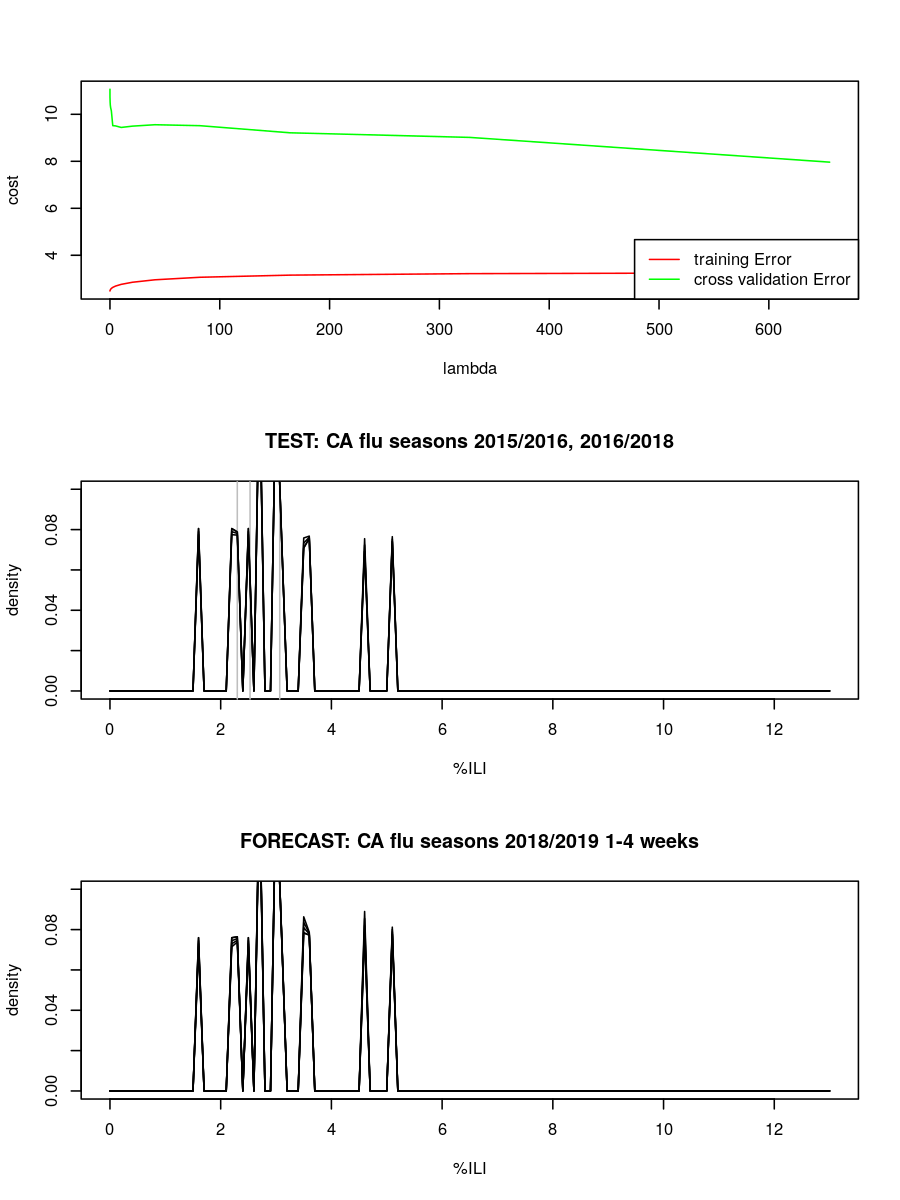 cost
4
6
8
10
training Error
cross validation Error
0 100 200 300 400 500 600
lambda
TEST: CA flu seasons 2015/2016, 2016/2018
density
0.00
0.04
0.08
0 2 4 6 8 10 12
%ILI
FORECAST: CA flu seasons 2018/2019 1-4 weeks
density
0.00
0.04
0.08
0 2 4 6 8 10 12
%ILI